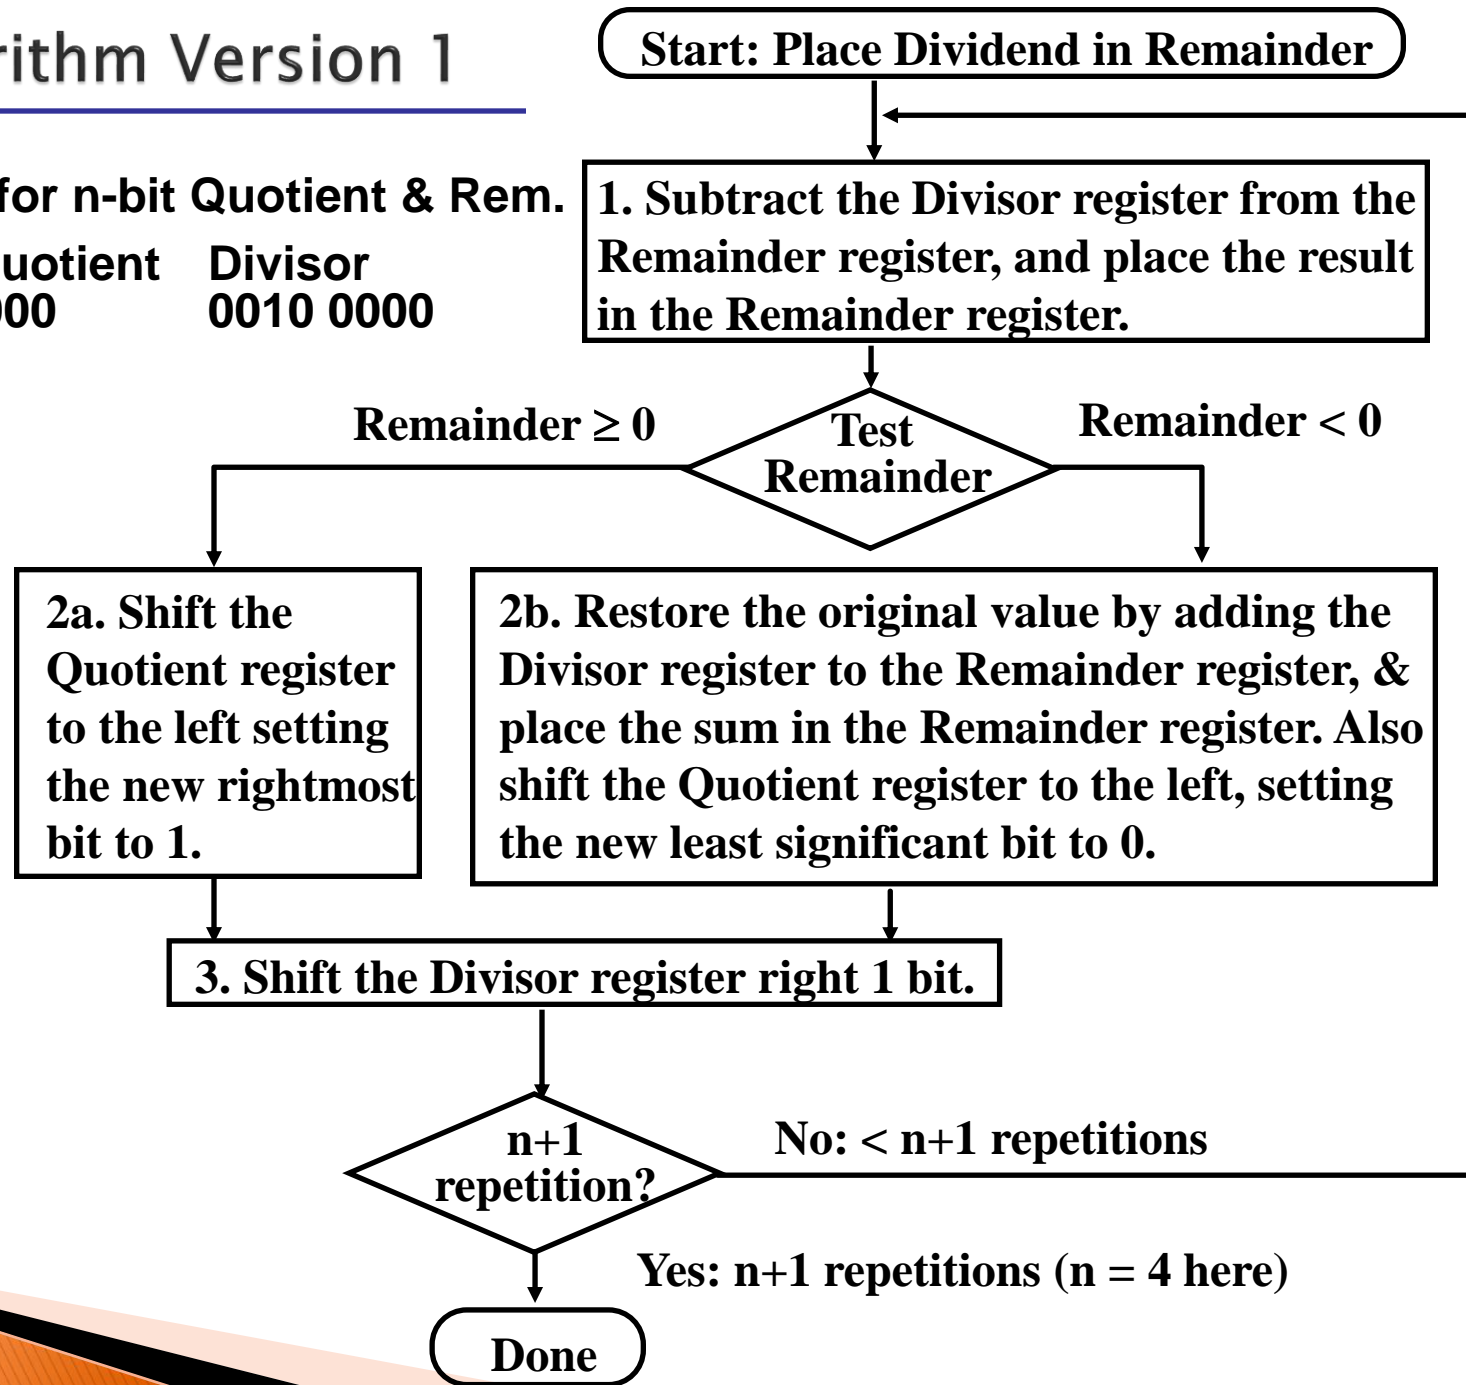 rithm Version 1
Start: Place Dividend in Remainder
for n-bit Quotient & Rem.
uotient Divisor
000 0010 0000
1. Subtract the Divisor register from the
Remainder register, and place the result
in the Remainder register.
Remainder ≥ 0
Test
Remainder
Remainder < 0
2a. Shift the
Quotient register
to the left setting
the new rightmost
bit to 1.
2b. Restore the original value by adding the
Divisor register to the Remainder register, &
place the sum in the Remainder register. Also
shift the Quotient register to the left, setting
the new least significant bit to 0.
3. Shift the Divisor register right 1 bit.
n+1
repetition?
No: < n+1 repetitions
Yes: n+1 repetitions (n = 4 here)
Done